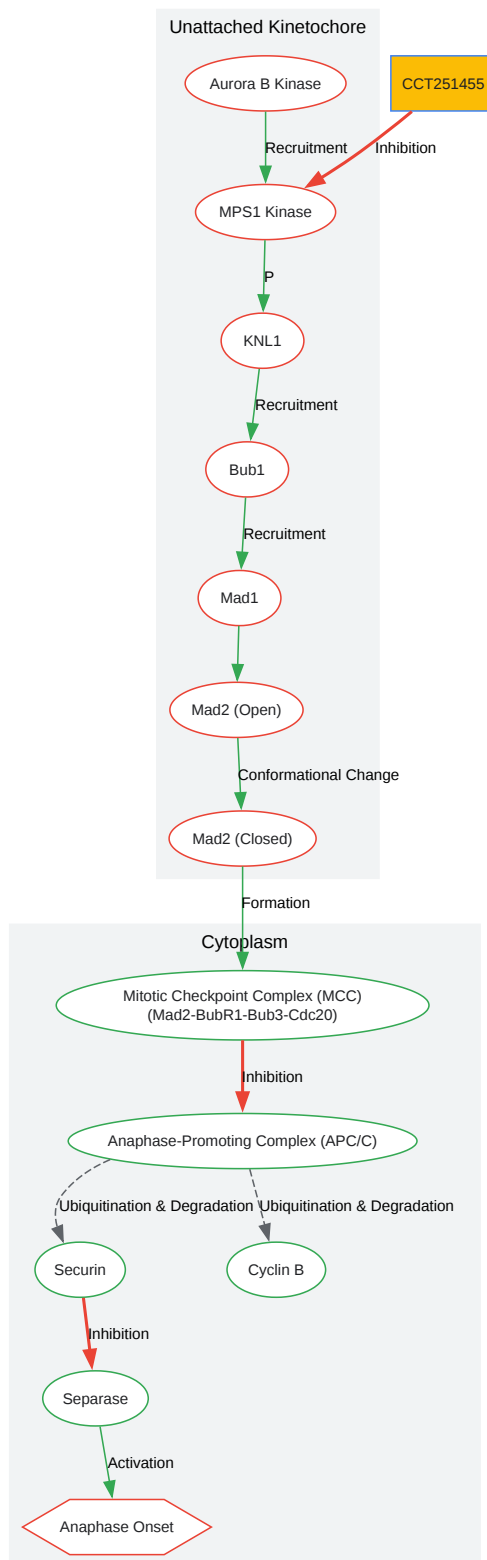 Unattached Kinetochore
Aurora B Kinase
CCT251455
Recruitment
Inhibition
MPS1 Kinase
P
KNL1
Recruitment
Bub1
Recruitment
Mad1
Mad2 (Open)
Conformational Change
Mad2 (Closed)
Formation
Cytoplasm
Mitotic Checkpoint Complex (MCC)
(Mad2-BubR1-Bub3-Cdc20)
Inhibition
Anaphase-Promoting Complex (APC/C)
Ubiquitination & Degradation
Ubiquitination & Degradation
Securin
Cyclin B
Inhibition
Separase
Activation
Anaphase Onset